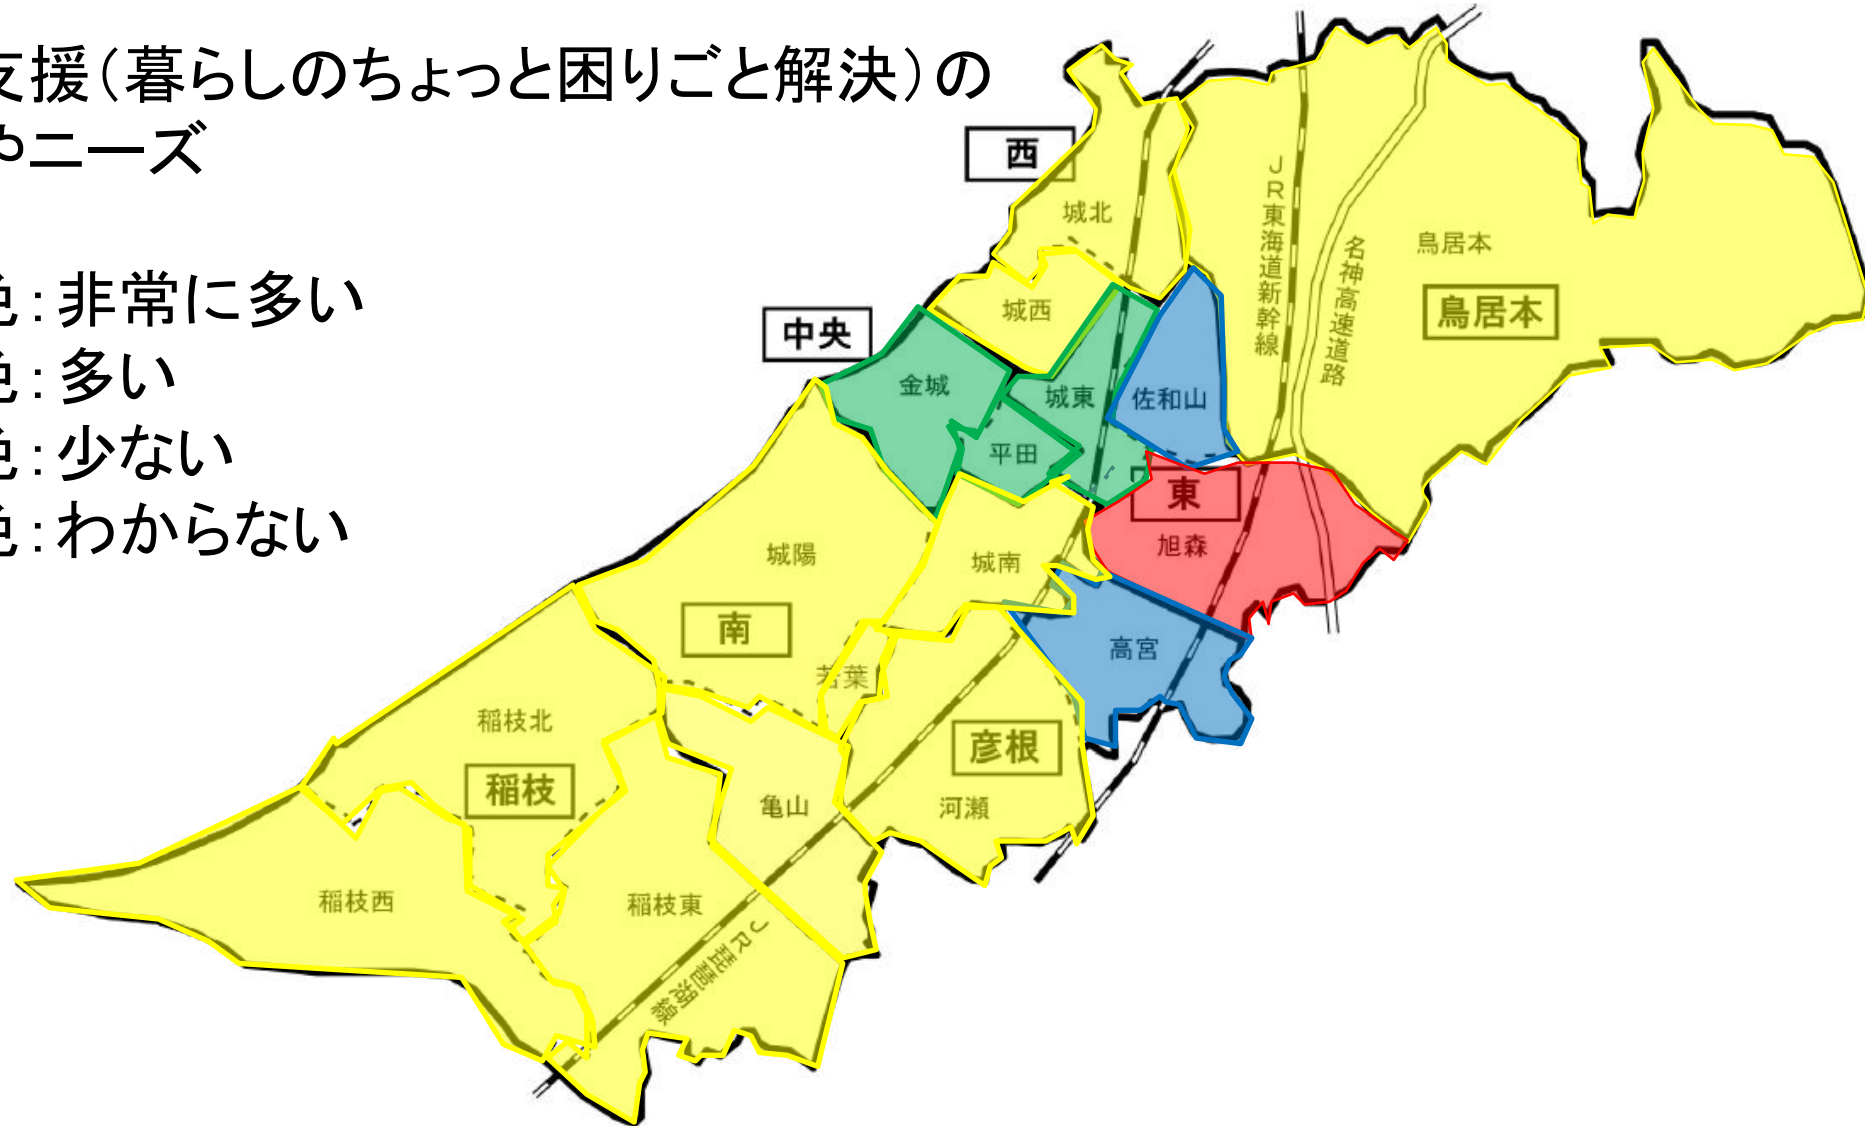 支援（暮らしのちょっと困りごと解決）の
やニーズ
色：非常に多い
色：多い
色：少ない
色：わからない
西
城北
城西
中央
金城
城東
平田
佐和山
JR東海道新幹線
名神高速道路
鳥居本
鳥居本
東
旭森
城陽
城南
南
若葉
高宮
彦根
河瀬
稲枝北
稲枝
亀山
稲枝西
稲枝東
JR琵琶湖線